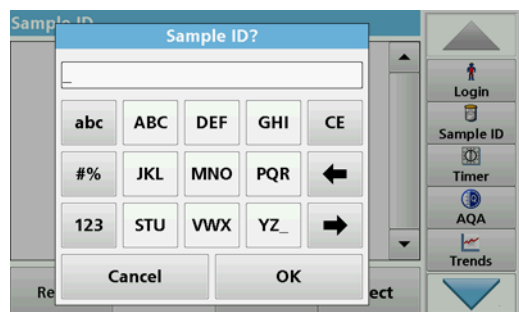 Sample ID
Sample ID?
_
abc ABC DEF GHI CE
#% JKL MNO PQR
123 STU VWX YZ_
Cancel OK
Login
Sample ID
Timer
AQA
Trends